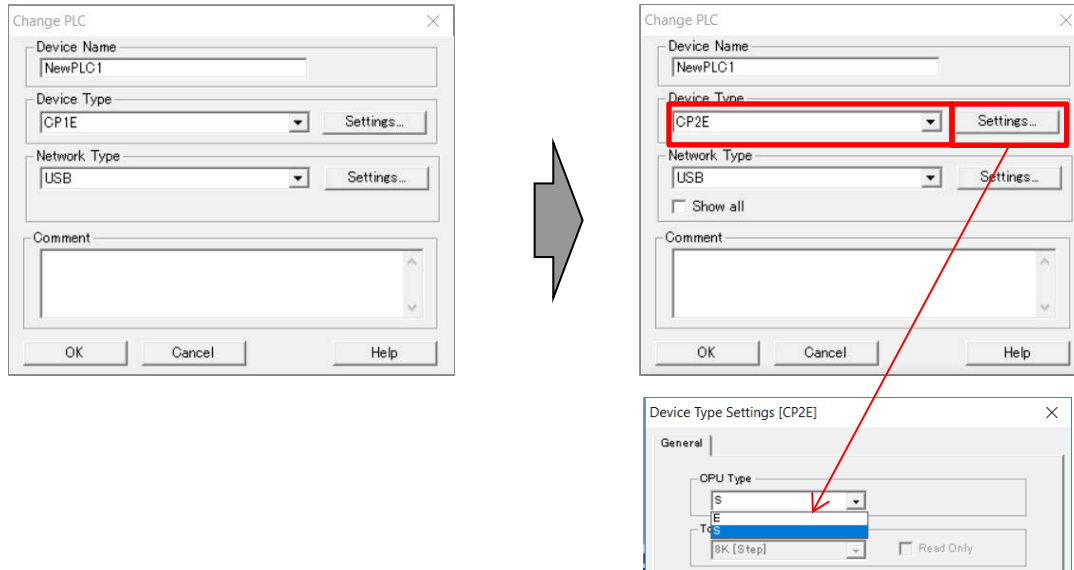 Change PLC
Device Name
NewPLC1
Device Type
CP1E
Settings...
Network Type
USB
Settings...
Comment
OK
Cancel
Help
Change PLC
Device Name
NewPLC1
Device Type
CP2E
Settings...
Network Type
USB
Settings...
Show all
Comment
OK
Cancel
Help
Device Type Settings [CP2E]
General
CPU Type
S
E
S
8K [Step]
Read Only